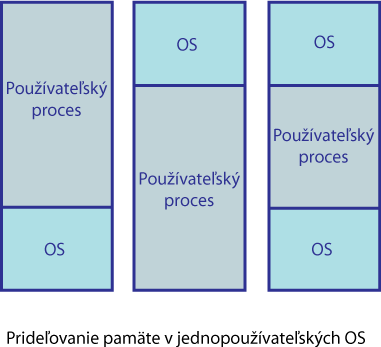 Používateľský
proces
OS
OS
Používateľský
proces
OS
Používateľský
proces
OS
Prideľovanie pamäte v jednopoužívateľských OS